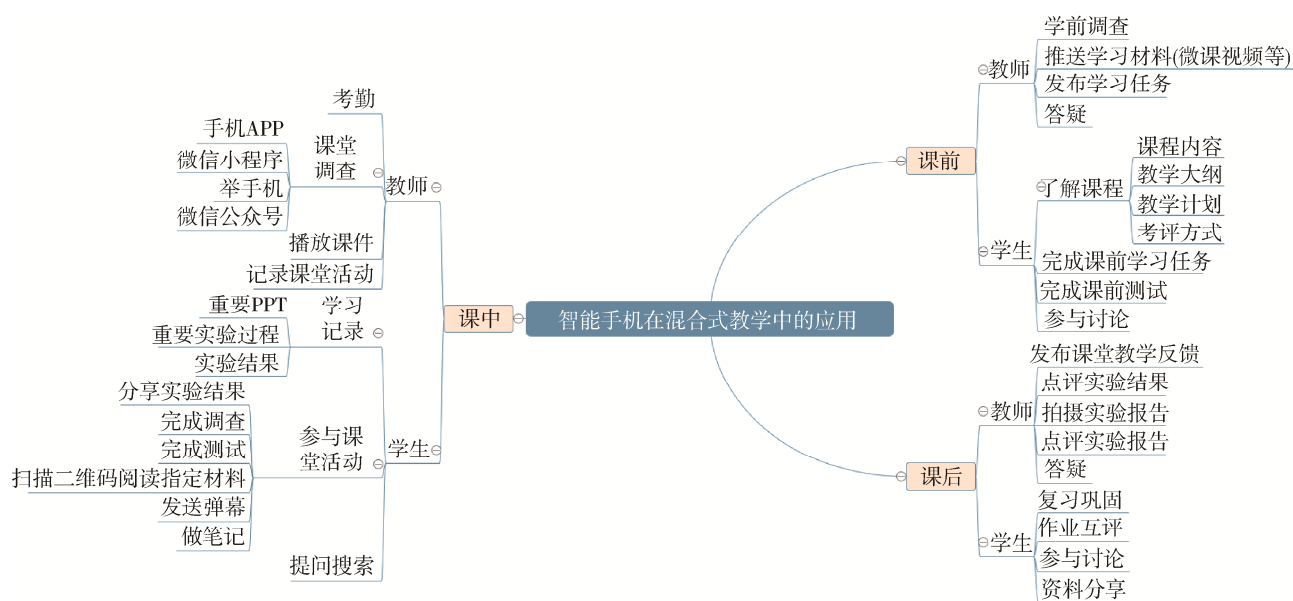 智能手机在混合式教学中的应用
课前
教师
学前调查
推送学习材料(微课视频等)
发布学习任务
答疑
学生
了解课程
课程内容
教学大纲
教学计划
考评方式
完成课前学习任务
完成课前测试
参与讨论
课中
教师
考勤
课堂
调查
手机APP
微信小程序
举手机
微信公众号
播放课件
记录课堂活动
学生
学习
记录
重要PPT
重要实验过程
实验结果
参与课
堂活动
分享实验结果
完成调查
完成测试
扫描二维码阅读指定材料
发送弹幕
做笔记
提问搜索
课后
教师
发布课堂教学反馈
点评实验结果
拍摄实验报告
点评实验报告
答疑
学生
复习巩固
作业互评
参与讨论
资料分享